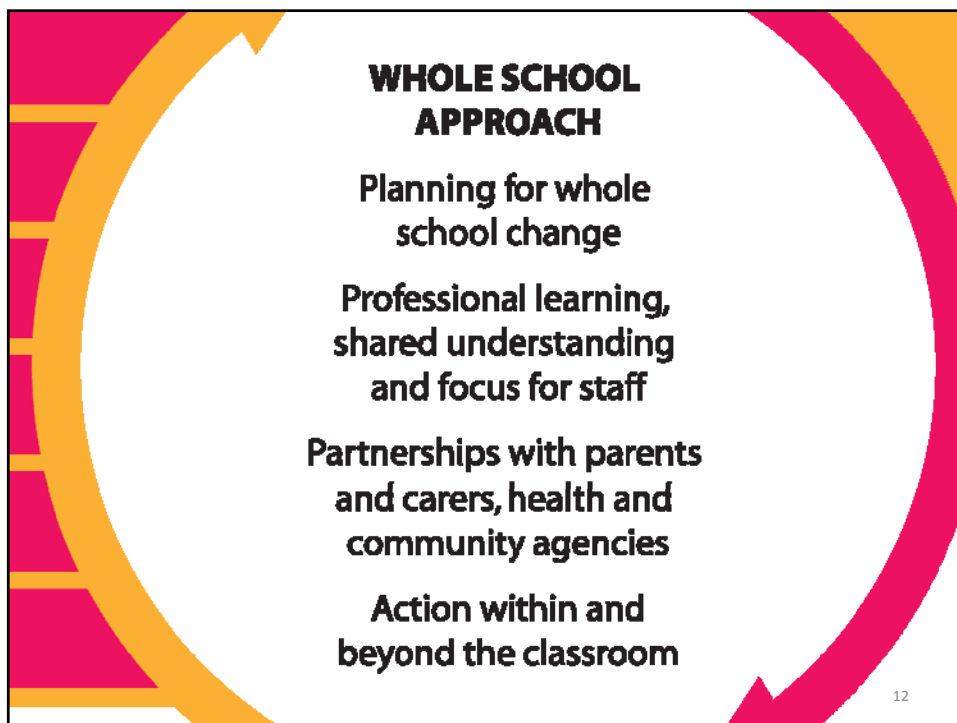 WHOLE SCHOOL
APPROACH
Planning for whole
school change
Professional learning,
shared understanding
and focus for staff
Partnerships with parents
and carers, health and
community agencies
Action within and
beyond the classroom
12